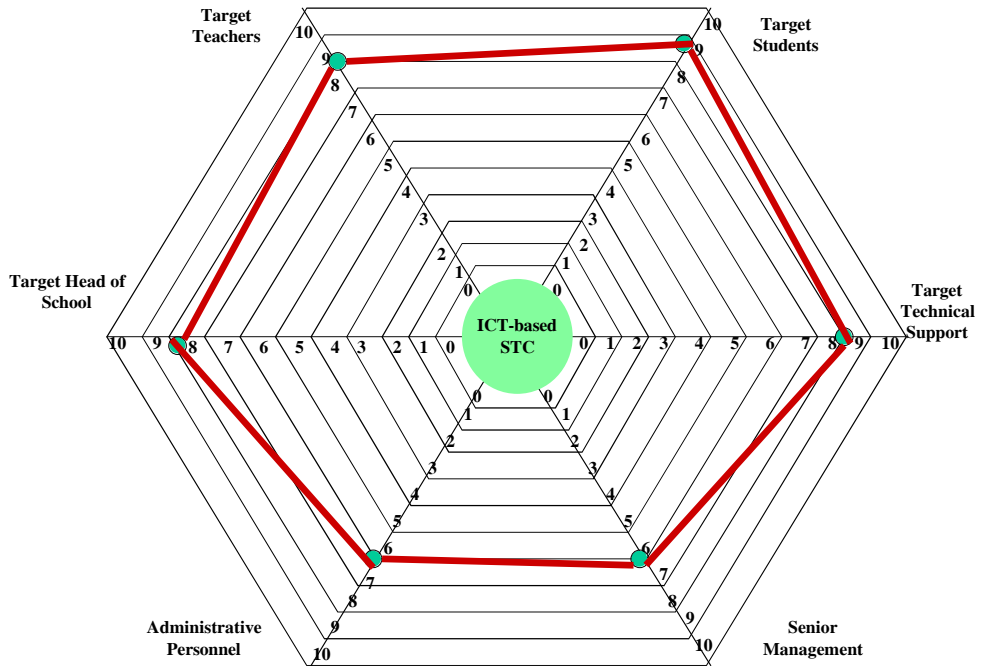 Target
Teachers
Target
Students
10
9
8
7
6
5
4
3
2
1
0
10
9
8
7
6
5
4
3
2
1
0
Target Head of
School
Target
Technical
Support
ICT-based
STC
10 9 8 7 6 5 4 3 2 1 0
0 1 2 3 4 5 6 7 8 9 10
0
1
2
3
4
5
6
7
8
9
10
0
1
2
3
4
5
6
7
8
9
10
Administrative
Personnel
Senior
Management